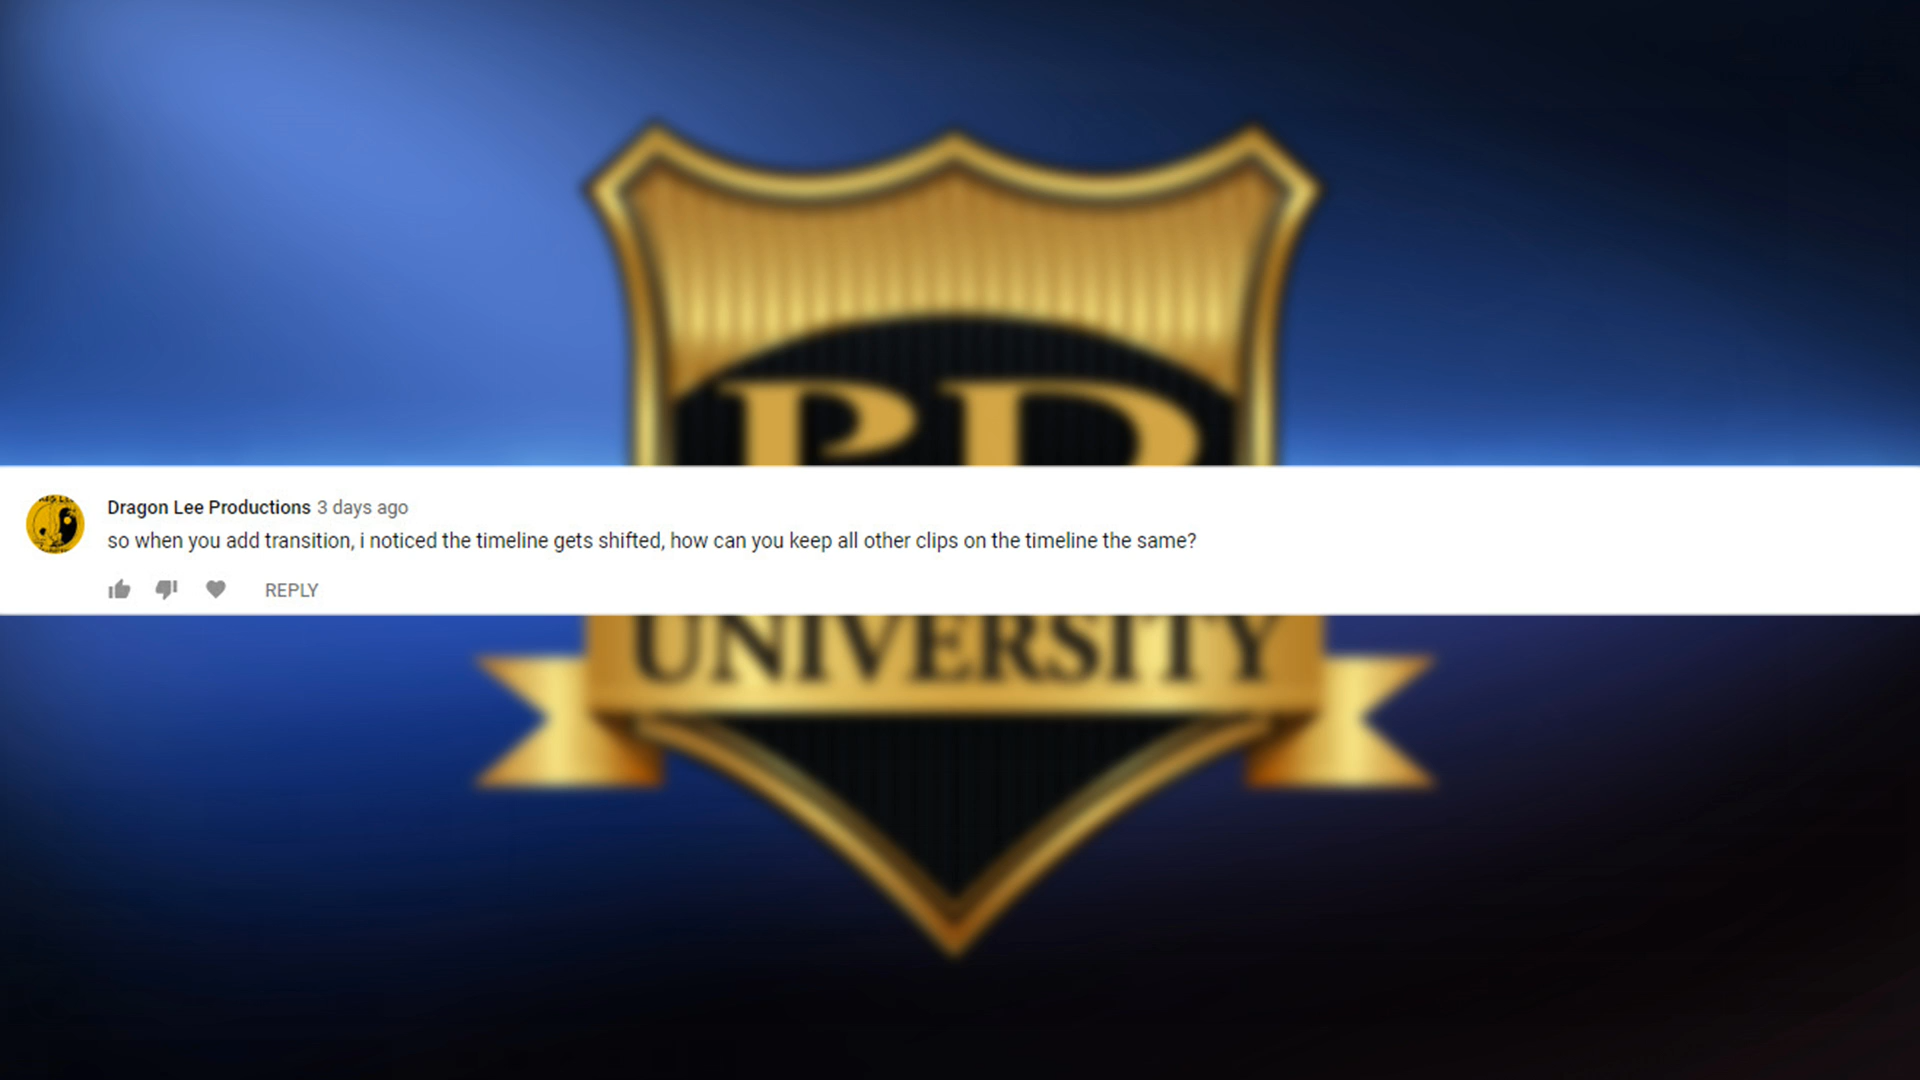 PD
Dragon Lee Productions 3 days ago
so when you add transition, i noticed the timeline gets shifted, how can you keep all other clips on the timeline the same?
REPLY
UNIVERSITY